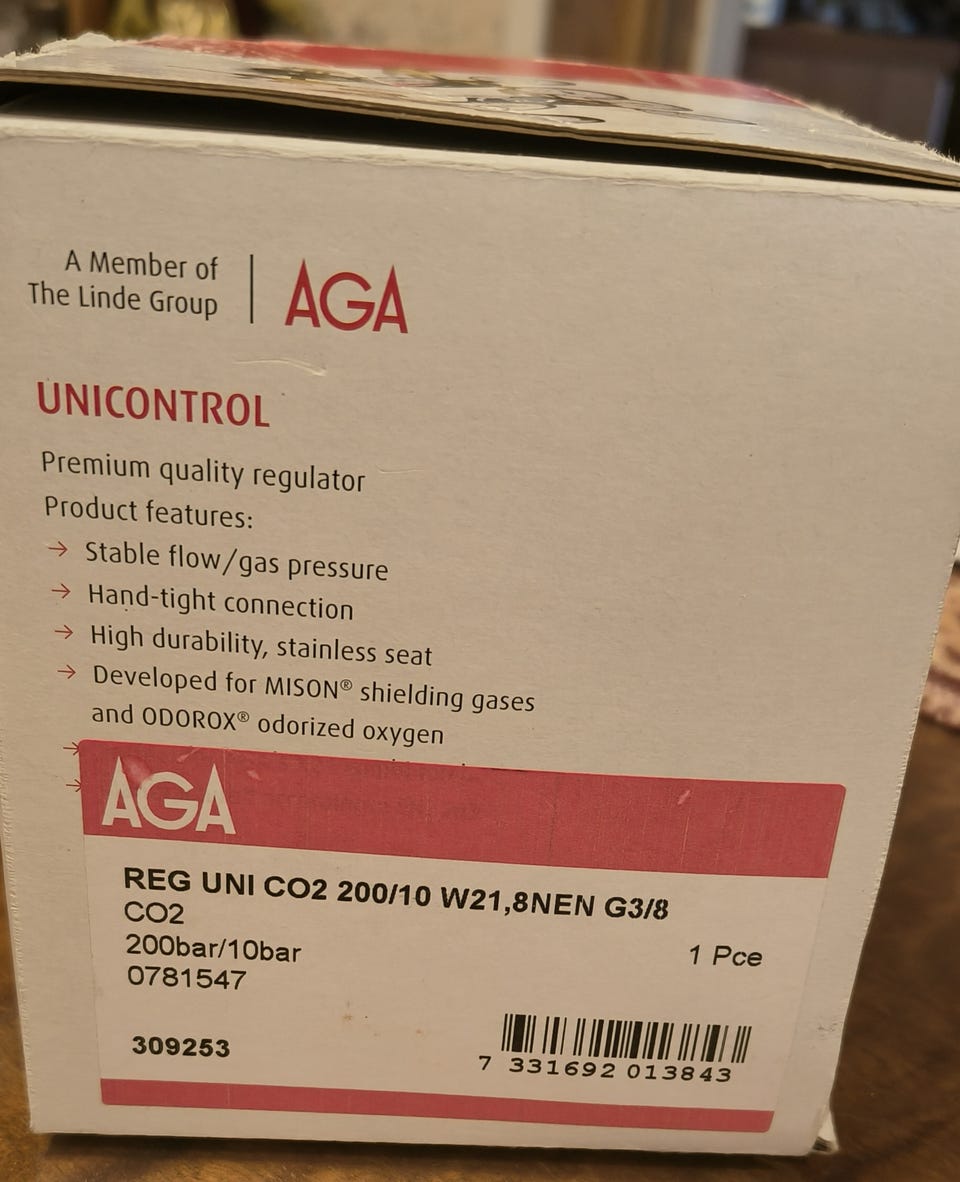 A Member of
The Linde Group
AGA
UNICONTROL
Premium quality regulator
Product features:
→ Stable flow/gas pressure
→ Hand-tight connection
→ High durability, stainless seat
→ Developed for MISON® shielding gases
and ODOROX® odorized oxygen
→
→
AGA
REG UNI CO2 200/10 W21,8NEN G3/8
CO2
200bar/10bar
1 Pce
0781547
309253
7 331692 013843